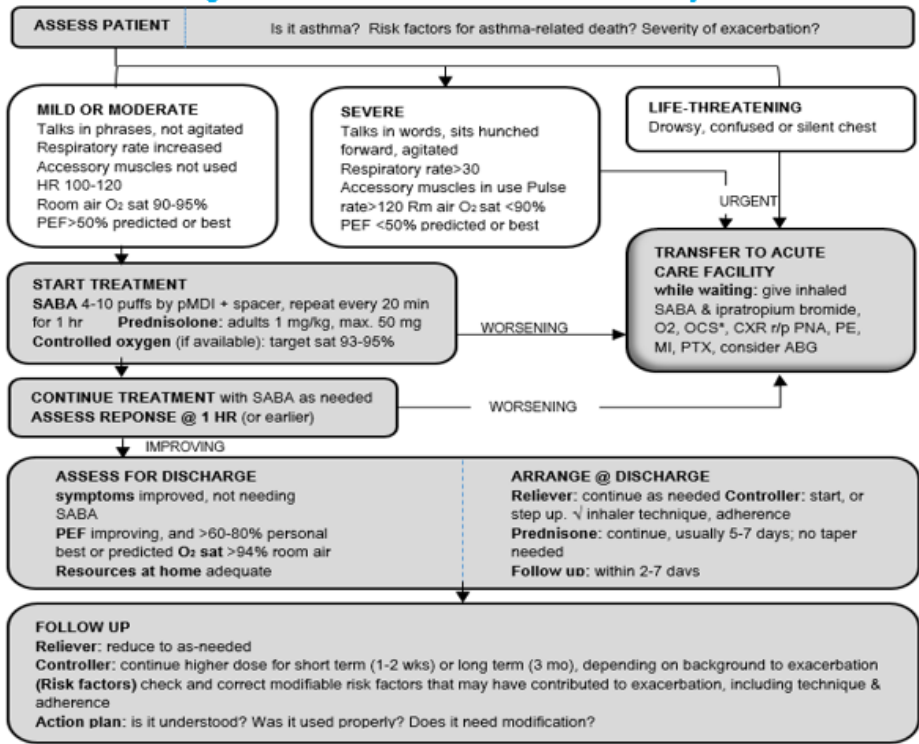 ASSESS PATIENT
Is it asthma? Risk factors for asthma-related death? Severity of exacerbation?
MILD OR MODERATE
Talks in phrases, not agitated
Respiratory rate increased
Accessory muscles not used
HR 100-120
Room air O₂ sat 90-95%
PEF>50% predicted or best
SEVERE
Talks in words, sits hunched
forward, agitated
Respiratory rate>30
Accessory muscles in use Pulse
rate>120 Rm air O₂ sat <90%
PEF <50% predicted or best
LIFE-THREATENING
Drowsy, confused or silent chest
URGENT
TRANSFER TO ACUTE
CARE FACILITY
while waiting: give inhaled
SABA & ipratropium bromide,
O2, OCS*, CXR r/p PNA, PE,
MI, PTX, consider ABG
START TREATMENT
SABA 4-10 puffs by pMDI + spacer, repeat every 20 min
for 1 hr Prednisolone: adults 1 mg/kg, max. 50 mg
Controlled oxygen (if available): target sat 93-95%
WORSENING
CONTINUE TREATMENT with SABA as needed
ASSESS REPONSE @ 1 HR (or earlier)
WORSENING
IMPROVING
ASSESS FOR DISCHARGE
symptoms improved, not needing
SABA
PEF improving, and >60-80% personal
best or predicted O₂ sat >94% room air
Resources at home adequate
ARRANGE @ DISCHARGE
Reliever: continue as needed Controller: start, or
step up. √ inhaler technique, adherence
Prednisone: continue, usually 5-7 days; no taper
needed
Follow up: within 2-7 days
FOLLOW UP
Reliever: reduce to as-needed
Controller: continue higher dose for short term (1-2 wks) or long term (3 mo), depending on background to exacerbation
(Risk factors) check and correct modifiable risk factors that may have contributed to exacerbation, including technique &
adherence
Action plan: is it understood? Was it used properly? Does it need modification?